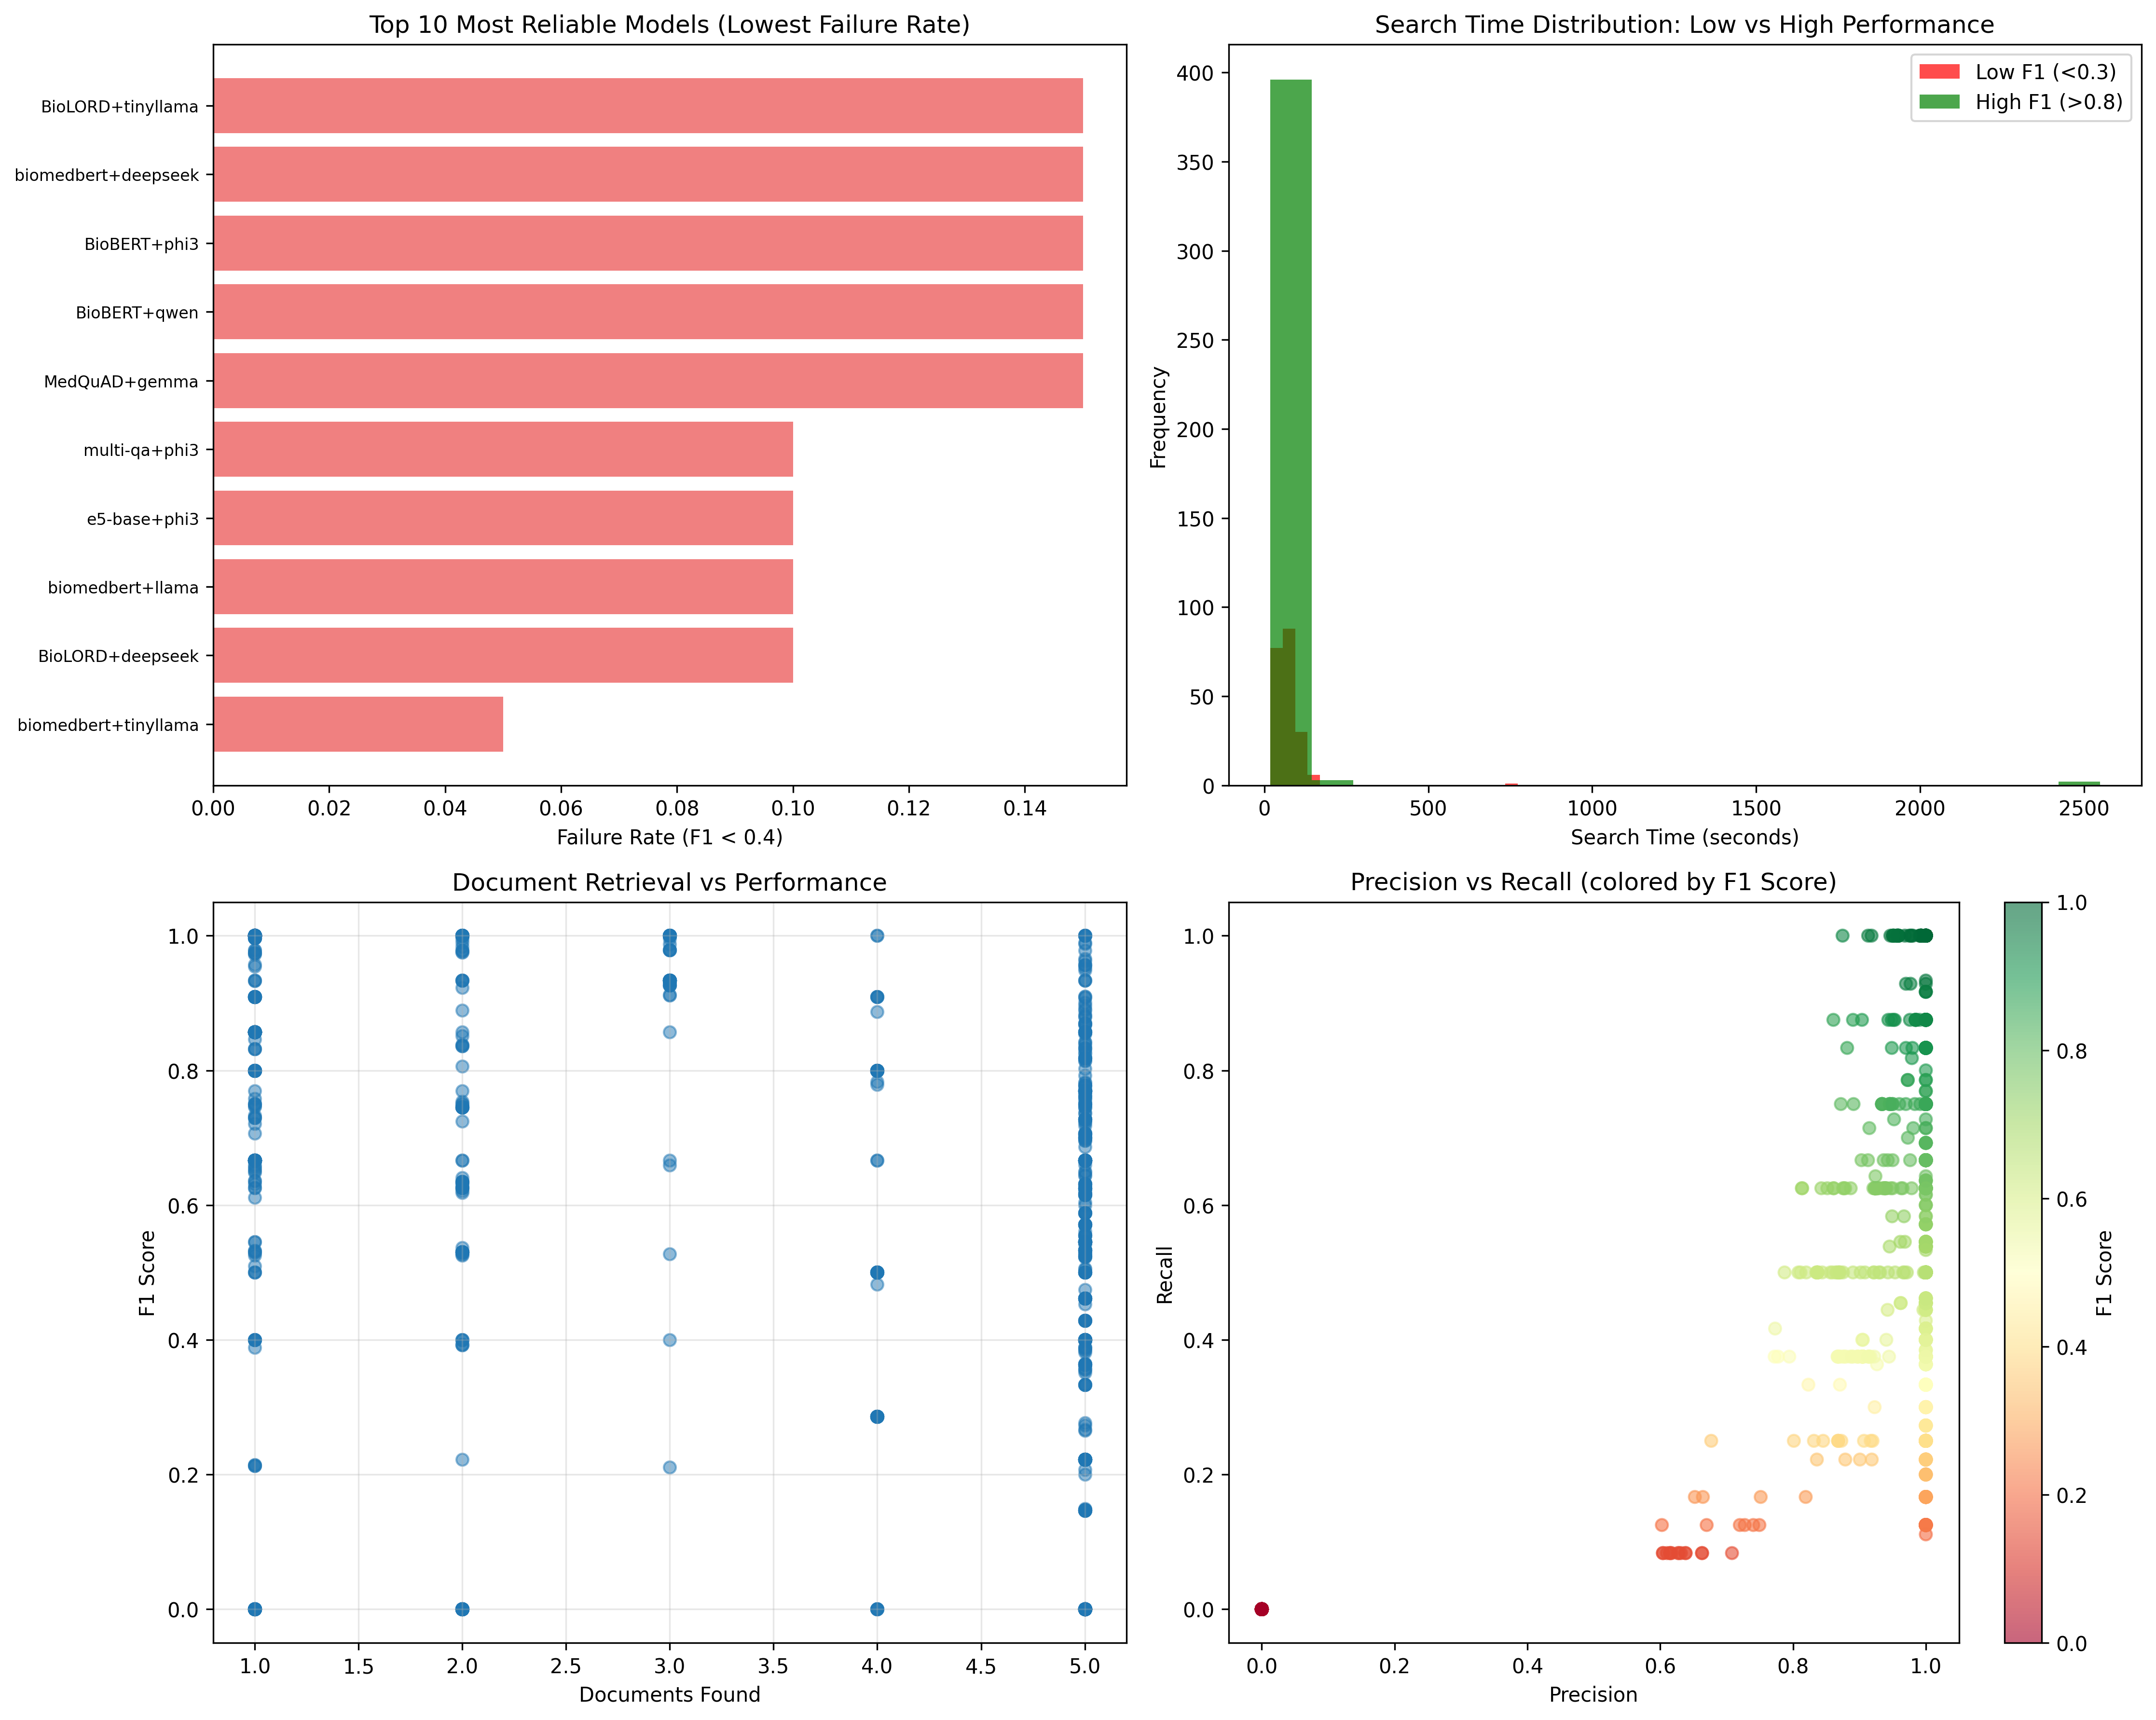 Top 10 Most Reliable Models (Lowest Failure Rate)
BioLORD+tinyllama
biomedbert+deepseek
BioBERT+phi3
BioBERT+qwen
MedQuAD+gemma
multi-qa+phi3
e5-base+phi3
biomedbert+llama
BioLORD+deepseek
biomedbert+tinyllama
0.00 0.02 0.04 0.06 0.08 0.10 0.12 0.14
Failure Rate (F1 < 0.4)
Search Time Distribution: Low vs High Performance
Low F1 (<0.3)
High F1 (>0.8)
400
350
300
250
200
150
100
50
0
Frequency
0 500 1000 1500 2000 2500
Search Time (seconds)
Document Retrieval vs Performance
1.0
0.8
0.6
0.4
0.2
0.0
F1 Score
1.0 1.5 2.0 2.5 3.0 3.5 4.0 4.5 5.0
Documents Found
Precision vs Recall (colored by F1 Score)
1.0
0.8
0.6
0.4
0.2
0.0
Recall
0.0 0.2 0.4 0.6 0.8 1.0
Precision
1.0
0.8
0.6
0.4
0.2
0.0
F1 Score